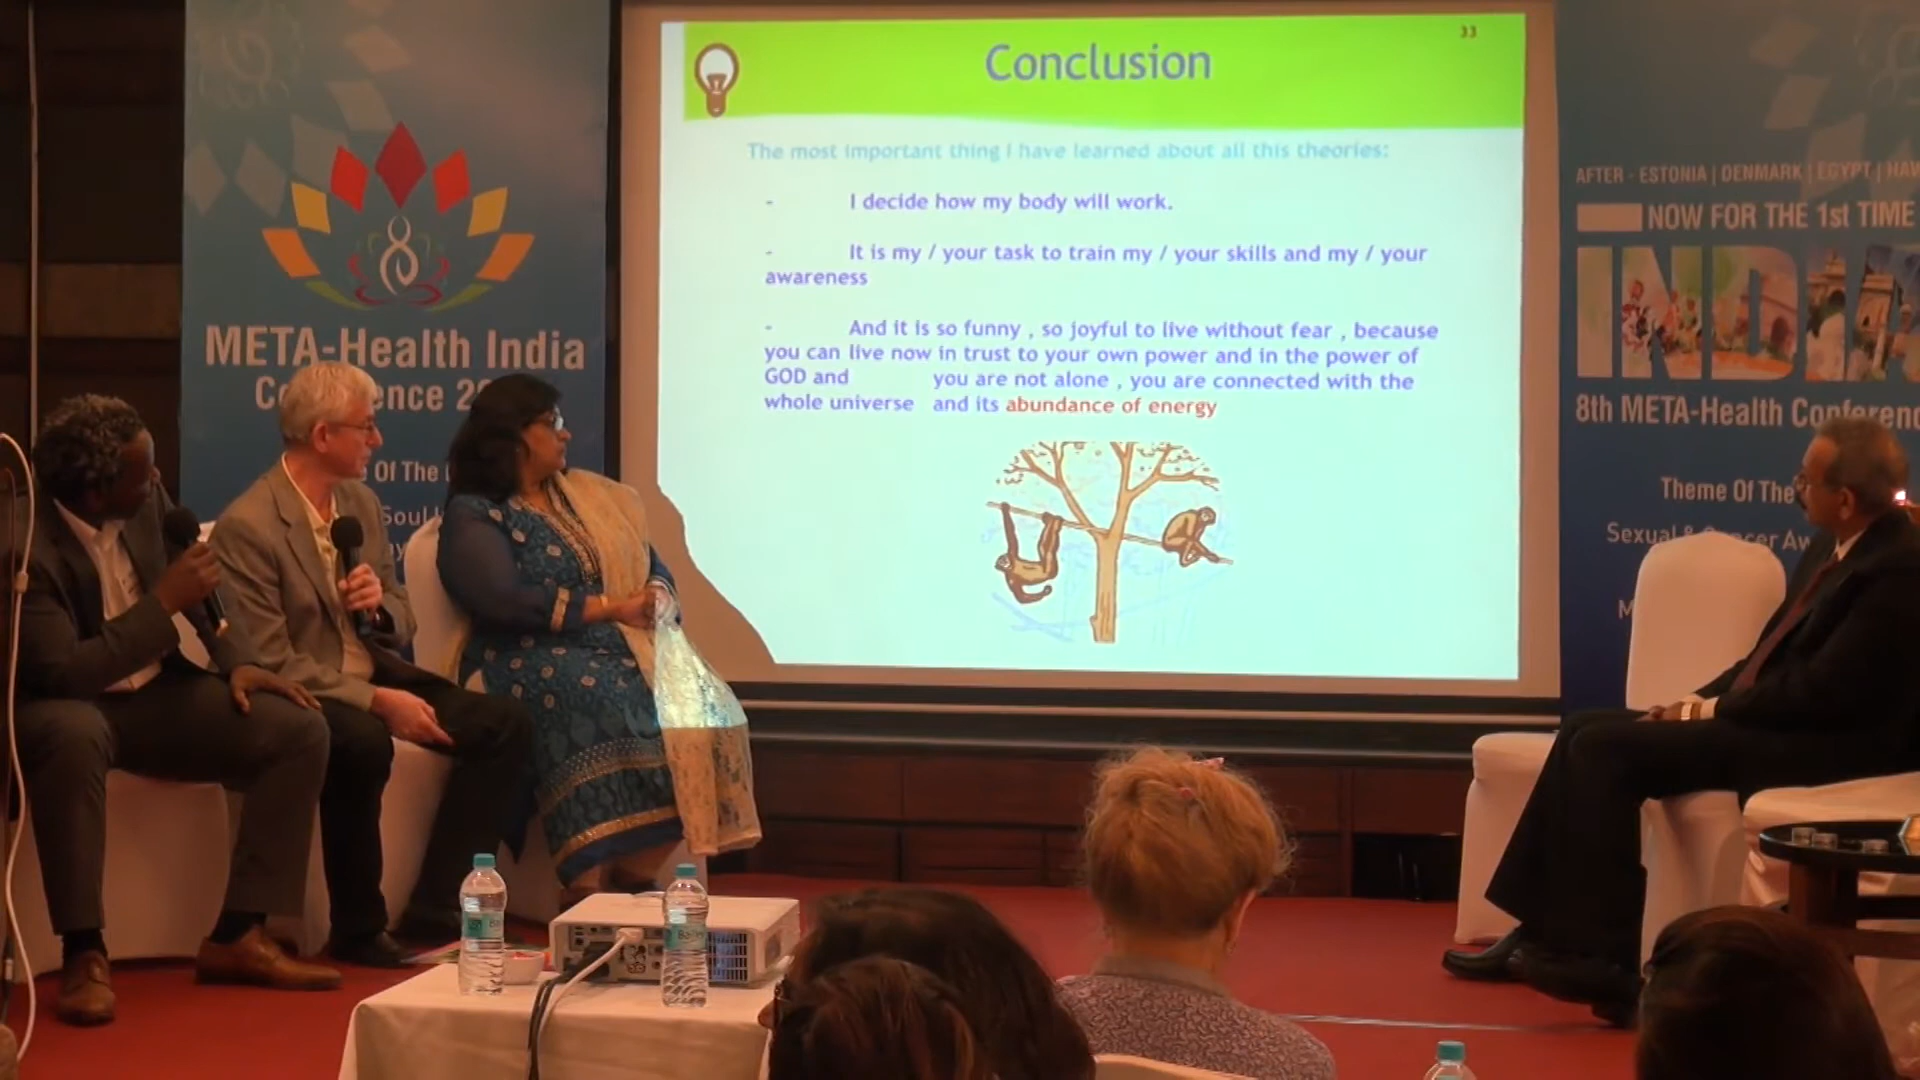 META-Health India
Of The
Soul
33
Conclusion
The most important thing I have learned about all this theories:
- I decide how my body will work.
- It is my / your task to train my / your skills and my / your
awareness
- And it is so funny , so joyful to live without fear , because
you can live now in trust to your own power and in the power of
GOD and you are not alone , you are connected with the
whole universe and its abundance of energy
AFTER - ESTONIA | DENMARK | EGYPT |
NOW FOR THE 1st TIME
INDIA
8th META-Health
Theme Of The
Sexual &